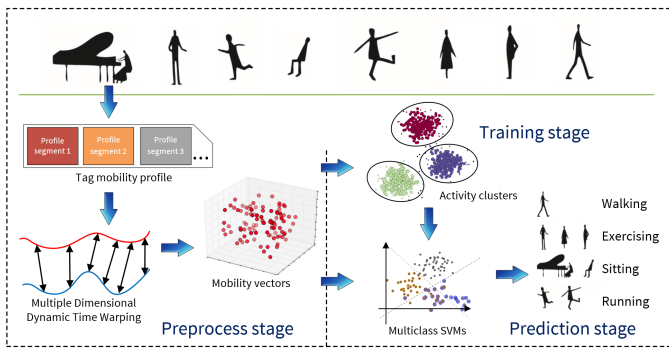 Profile
segment 1
Profile
segment 2
Profile
segment 3
...
Tag mobility profile
Multiple Dimensional
Dynamic Time Warping
Mobility vectors
Preprocess stage
Training stage
Activity clusters
Multiclass SVMs
Walking
Exercising
Sitting
Running
Prediction stage